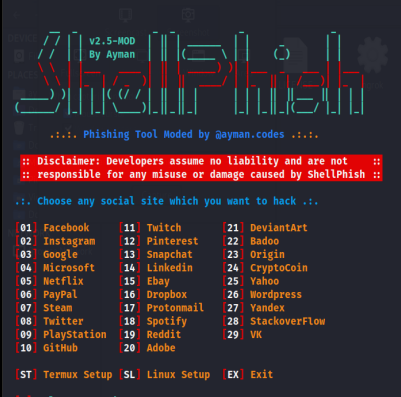 v2.5-MOD
By Ayman
ShellPhish
.:.:. Phishing Tool Moded by @ayman.codes .:.:.
:: Disclaimer: Developers assume no liability and are not ::
:: responsible for any misuse or damage caused by ShellPhish ::
.:. Choose any social site which you want to hack .:.
[01] Facebook [11] Twitch [21] DeviantArt
[02] Instagram [12] Pinterest [22] Badoo
[03] Google [13] Snapchat [23] Origin
[04] Microsoft [14] Linkedin [24] CryptoCoin
[05] Netflix [15] Ebay [25] Yahoo
[06] PayPal [16] Dropbox [26] Wordpress
[07] Steam [17] Protonmail [27] Yandex
[08] Twitter [18] Spotify [28] StackoverFlow
[09] PlayStation [19] Reddit [29] VK
[10] GitHub [20] Adobe
[ST] Termux Setup [SL] Linux Setup [EX] Exit